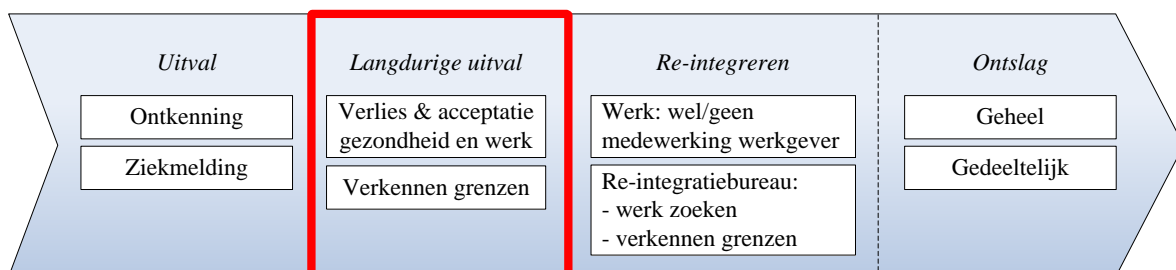 Uitval
Ontkenning
Ziekmelding
Langdurige uitval
Verlies & acceptatie
gezondheid en werk
Verkennen grenzen
Re-integreren
Werk: wel/geen
medewerking werkgever
Re-integratiebureau:
- werk zoeken
- verkennen grenzen
Ontslag
Geheel
Gedeeltelijk